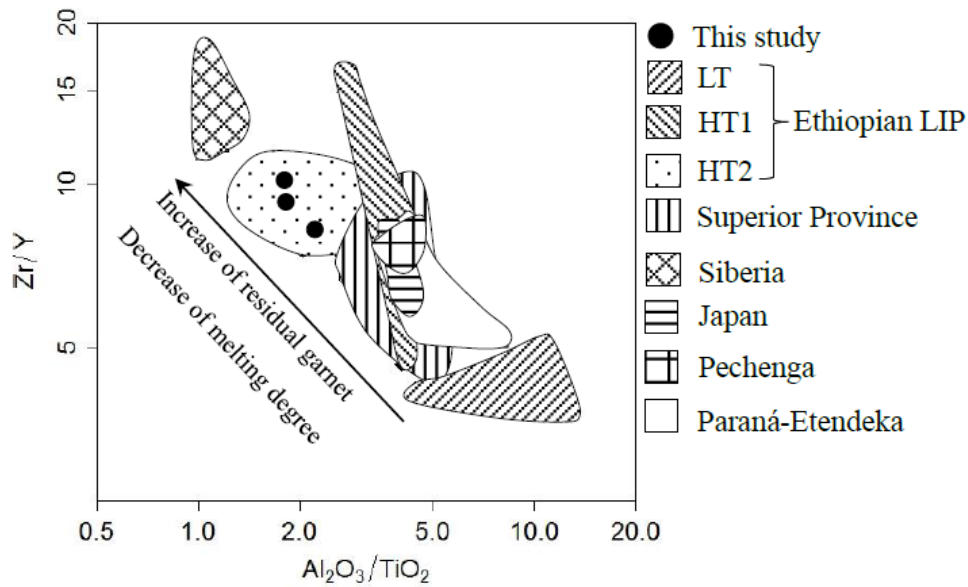 20
15
10
5
Zr/Y
0.5
1.0
2.0
5.0
10.0
20.0
Al₂O₃/TiO₂
Increase of residual garnet
Decrease of melting degree
This study
LT
HT1
HT2
Ethiopian LIP
Superior Province
Siberia
Japan
Pechenga
Paraná-Etendeka